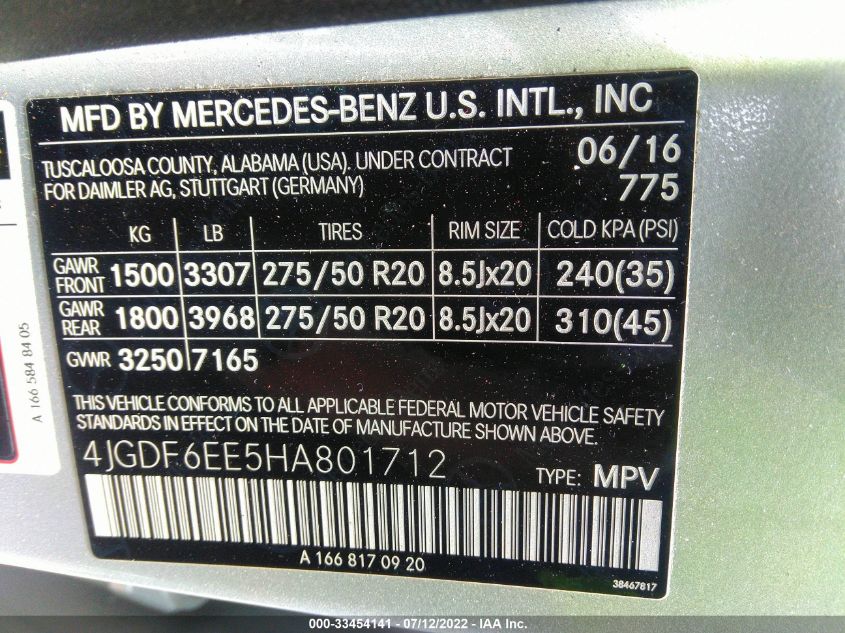 MFD BY MERCEDES-BENZ U.S. INTL., INC
TUSCALOOSA COUNTY, ALABAMA (USA). UNDER CONTRACT
FOR DAIMLER AG, STUTTGART (GERMANY)
06/16
775
KG LB TIRES RIM SIZE COLD KPA (PSI)
GAWR FRONT 1500 3307 275/50 R20 8.5Jx20 240(35)
GAWR REAR 1800 3968 275/50 R20 8.5Jx20 310(45)
GVWR 3250 7165
THIS VEHICLE CONFORMS TO ALL APPLICABLE FEDERAL MOTOR VEHICLE SAFETY
STANDARDS IN EFFECT ON THE DATE OF MANUFACTURE SHOWN ABOVE.
4JGDF6EE5HA801712 TYPE: MPV
A 166 817 09 20
38467817
A 166 584 84 05
000-33454141 - 07/12/2022 - IAA Inc.